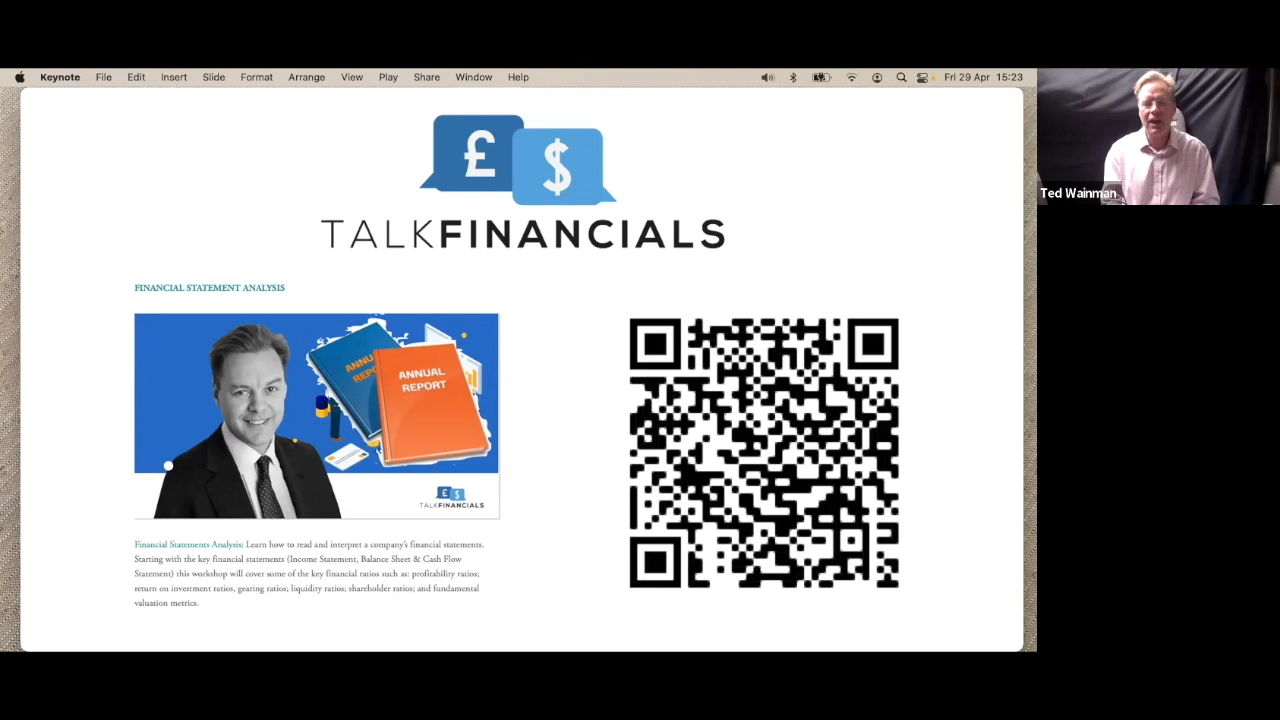 Keynote File Edit Insert Slide Format Arrange View Play Share Window Help Fri 29 Apr 15:23
£ $
TALKFINANCIALS
Ted Wainman
FINANCIAL STATEMENT ANALYSIS
ANNUAL
REPORT
ANNUAL
REPORT
£ $
TALKFINANCIALS
Financial Statements Analysis: Learn how to read and interpret a company's financial statements.
Starting with the key financial statements (Income Statement, Balance Sheet & Cash Flow
Statement) this workshop will cover some of the key financial ratios such as: profitability ratios;
return on investment ratios, gearing ratios; liquidity ratios; shareholder ratios; and fundamental
valuation metrics.